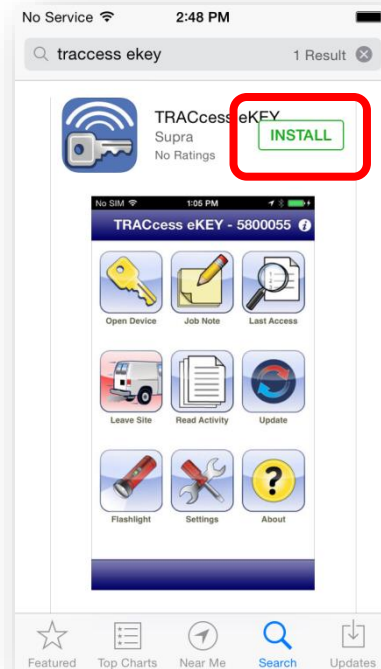 No Service 2:48 PM
traccess ekey 1 Result
TRACcess eKEY
Supra
No Ratings
INSTALL
No SIM 1:05 PM
TRACcess eKEY - 5800055 i
Open Device Job Note Last Access
Leave Site Read Activity Update
?
Flashlight Settings About
Featured Top Charts Near Me Search Updates